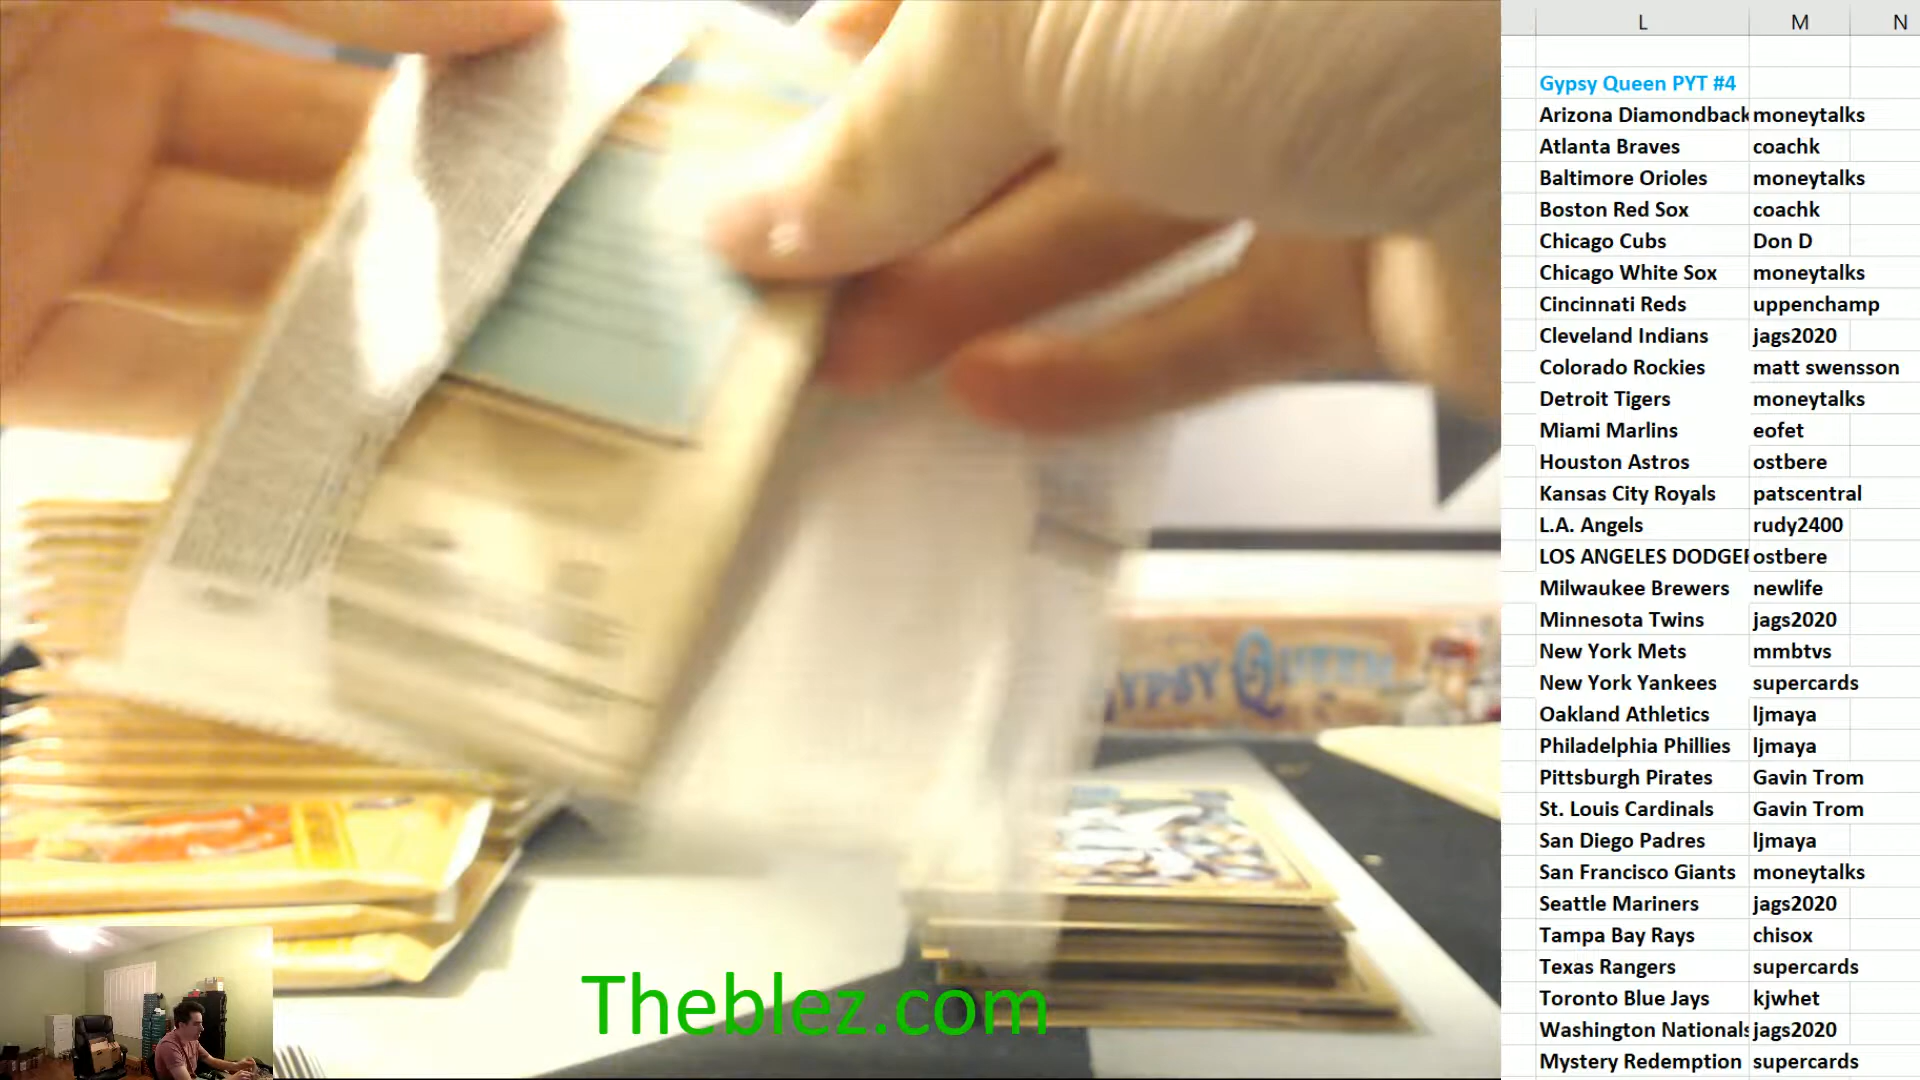 L M N
Gypsy Queen PYT #4
Arizona Diamondback moneytalks
Atlanta Braves coachk
Baltimore Orioles moneytalks
Boston Red Sox coachk
Chicago Cubs Don D
Chicago White Sox moneytalks
Cincinnati Reds uppenchamp
Cleveland Indians jags2020
Colorado Rockies matt swensson
Detroit Tigers moneytalks
Miami Marlins eofet
Houston Astros ostbere
Kansas City Royals patscentral
L.A. Angels rudy2400
LOS ANGELES DODGER ostbere
Milwaukee Brewers newlife
Minnesota Twins jags2020
New York Mets mmbtvs
New York Yankees supercards
Oakland Athletics ljmaya
Philadelphia Phillies ljmaya
Pittsburgh Pirates Gavin Trom
St. Louis Cardinals Gavin Trom
San Diego Padres ljmaya
San Francisco Giants moneytalks
Seattle Mariners jags2020
Tampa Bay Rays chisox
Texas Rangers supercards
Toronto Blue Jays kjwhet
Washington Nationals jags2020
Mystery Redemption supercards
GYPSY QUEEN
Theblez.com